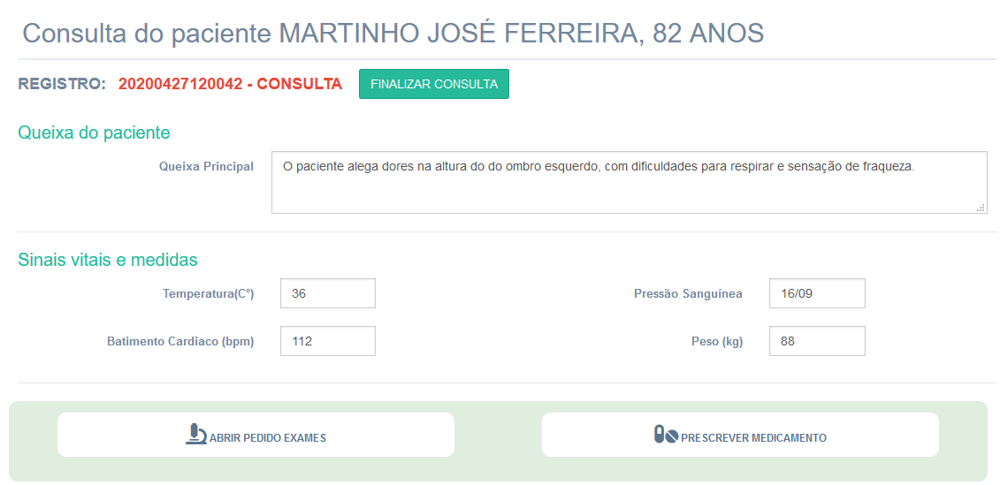 Consulta do paciente MARTINHO JOSÉ FERREIRA, 82 ANOS
REGISTRO: 20200427120042 - CONSULTA FINALIZAR CONSULTA
Queixa do paciente
Queixa Principal O paciente alega dores na altura do do ombro esquerdo, com dificuldades para respirar e sensação de fraqueza.
Sinais vitais e medidas
Temperatura(C°) 36 Pressão Sanguínea 16/09
Batimento Cardiaco (bpm) 112 Peso (kg) 88
ABRIR PEDIDO EXAMES PRESCREVER MEDICAMENTO